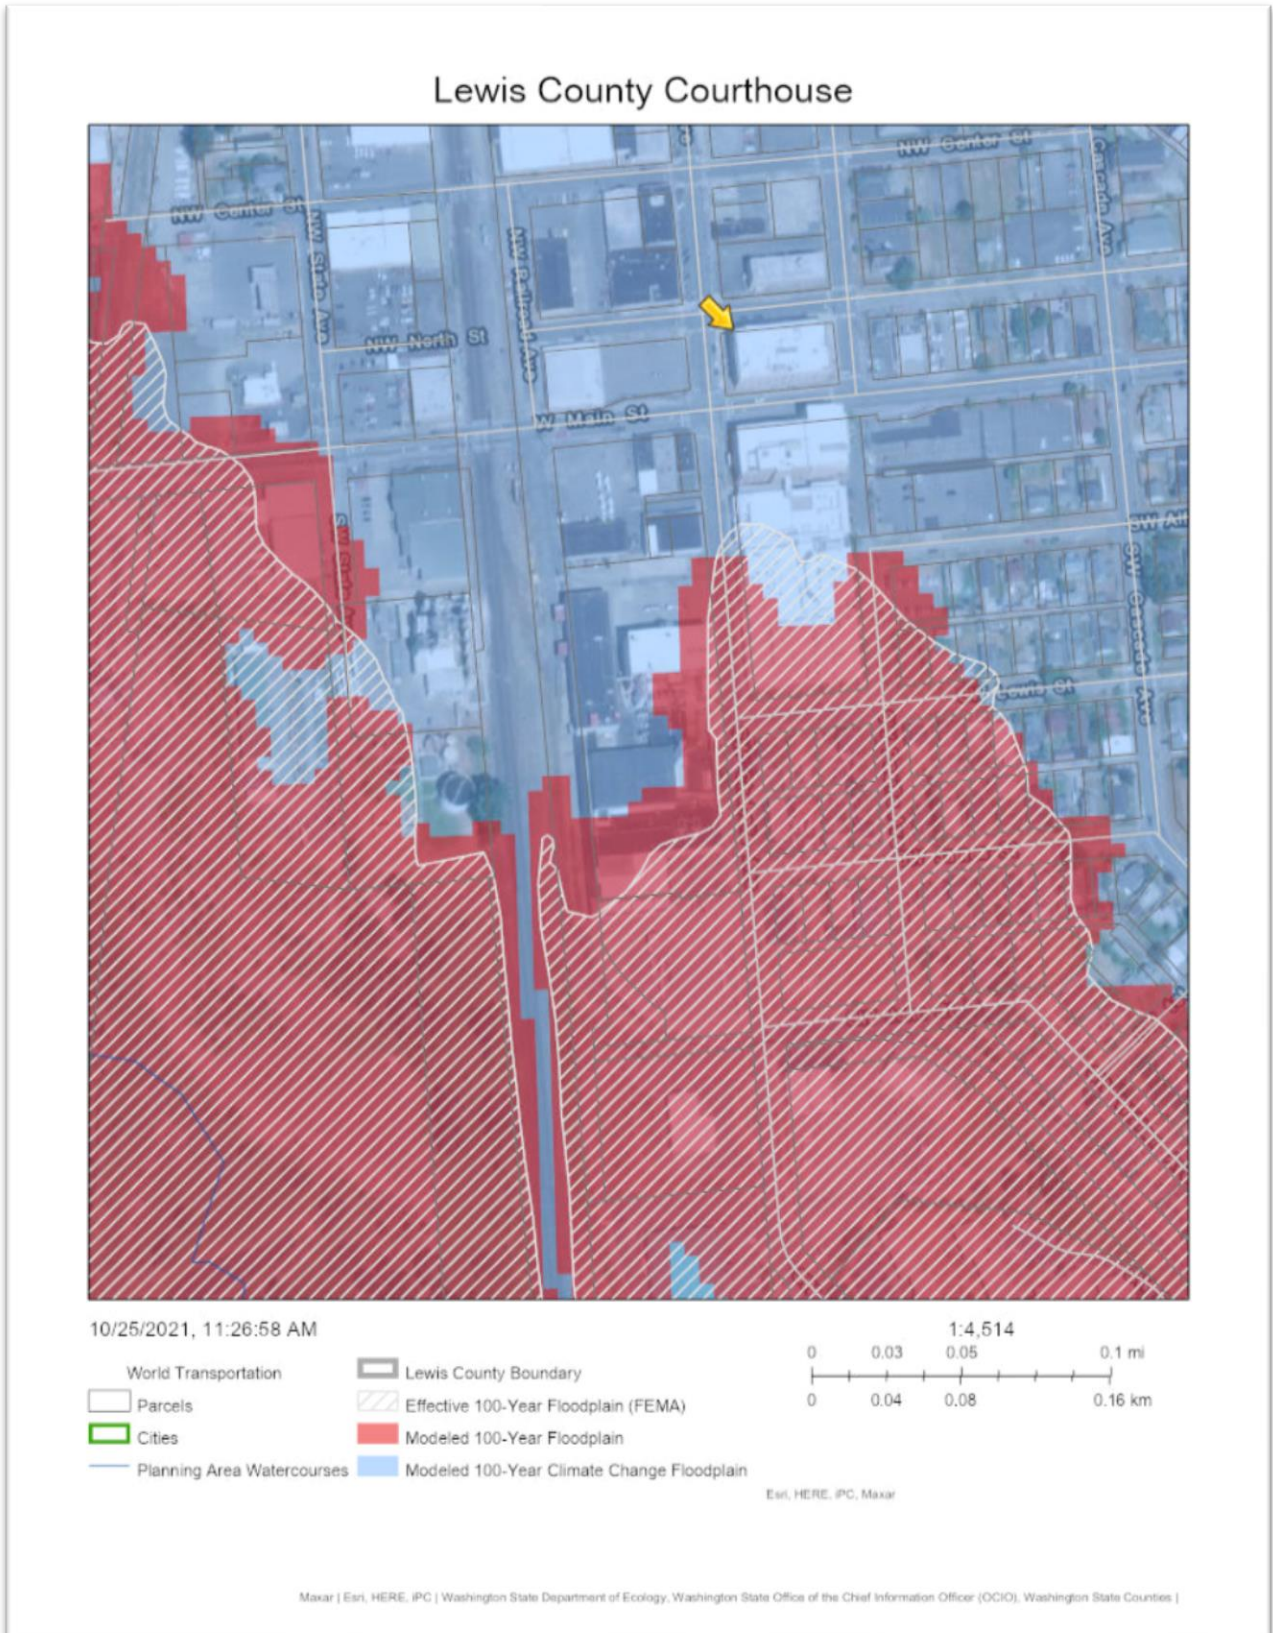 Lewis County Courthouse
NW Center St
Cascade Ave
NW Center St
NW State Ave
NW Railroad Ave
NW North St
W Main St
SW
Lewis St
SW Cascade Ave
10/25/2021, 11:26:58 AM
1:4,514
0 0.03 0.05 0.1 mi
0 0.04 0.08 0.16 km
World Transportation
Parcels
Cities
Planning Area Watercourses
Lewis County Boundary
Effective 100-Year Floodplain (FEMA)
Modeled 100-Year Floodplain
Modeled 100-Year Climate Change Floodplain
Esri, HERE, iPC, Maxar
Maxar | Esri, HERE, iPC | Washington State Department of Ecology, Washington State Office of the Chief Information Officer (OCIO), Washington State Counties |